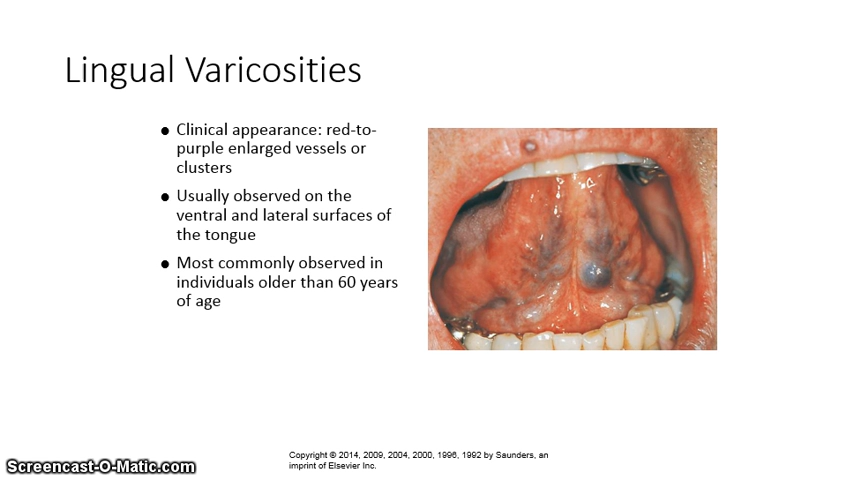 Lingual Varicosities
● Clinical appearance: red-to-
purple enlarged vessels or
clusters
● Usually observed on the
ventral and lateral surfaces of
the tongue
● Most commonly observed in
individuals older than 60 years
of age
Copyright © 2014, 2009, 2004, 2000, 1996, 1992 by Saunders, an
imprint of Elsevier Inc.
Screencast-O-Matic.com